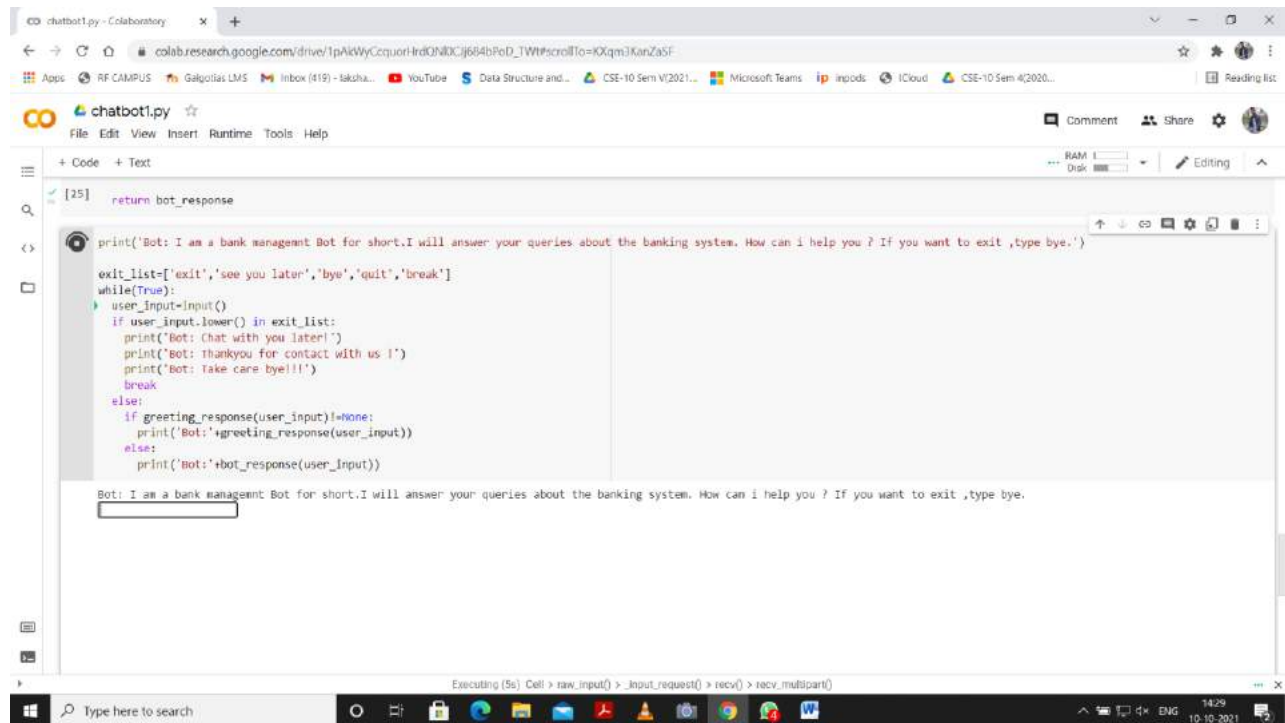 chatbot1.py - Colaboratory
Apps RF CAMPUS Galgotias LMS Inbox (419) - laksha... YouTube Data Structure and... CSE-10 Sem V(2021... Microsoft Teams inpods iCloud CSE-10 Sem 4(2020... Reading list
chatbot1.py
Comment Share
File Edit View Insert Runtime Tools Help
+ Code + Text
RAM
Disk
Editing
[25] return bot_response
print('Bot: I am a bank managemnt Bot for short.I will answer your queries about the banking system. How can i help you ? If you want to exit ,type bye.')
exit_list=['exit','see you later','bye','quit','break']
while(True):
user_input=input()
if user_input.lower() in exit_list:
print('Bot: Chat with you later!')
print('Bot: Thankyou for contact with us !')
print('Bot: Take care bye!!!')
break
else:
if greeting_response(user_input)!=None:
print('Bot:'+greeting_response(user_input))
else:
print('Bot:'+bot_response(user_input))
Bot: I am a bank managemnt Bot for short.I will answer your queries about the banking system. How can i help you ? If you want to exit ,type bye.
Executing (5s) Cell > raw_input() > _input_request() > recv() > recv_multipart()
Type here to search
ENG
14:29
10-10-2021